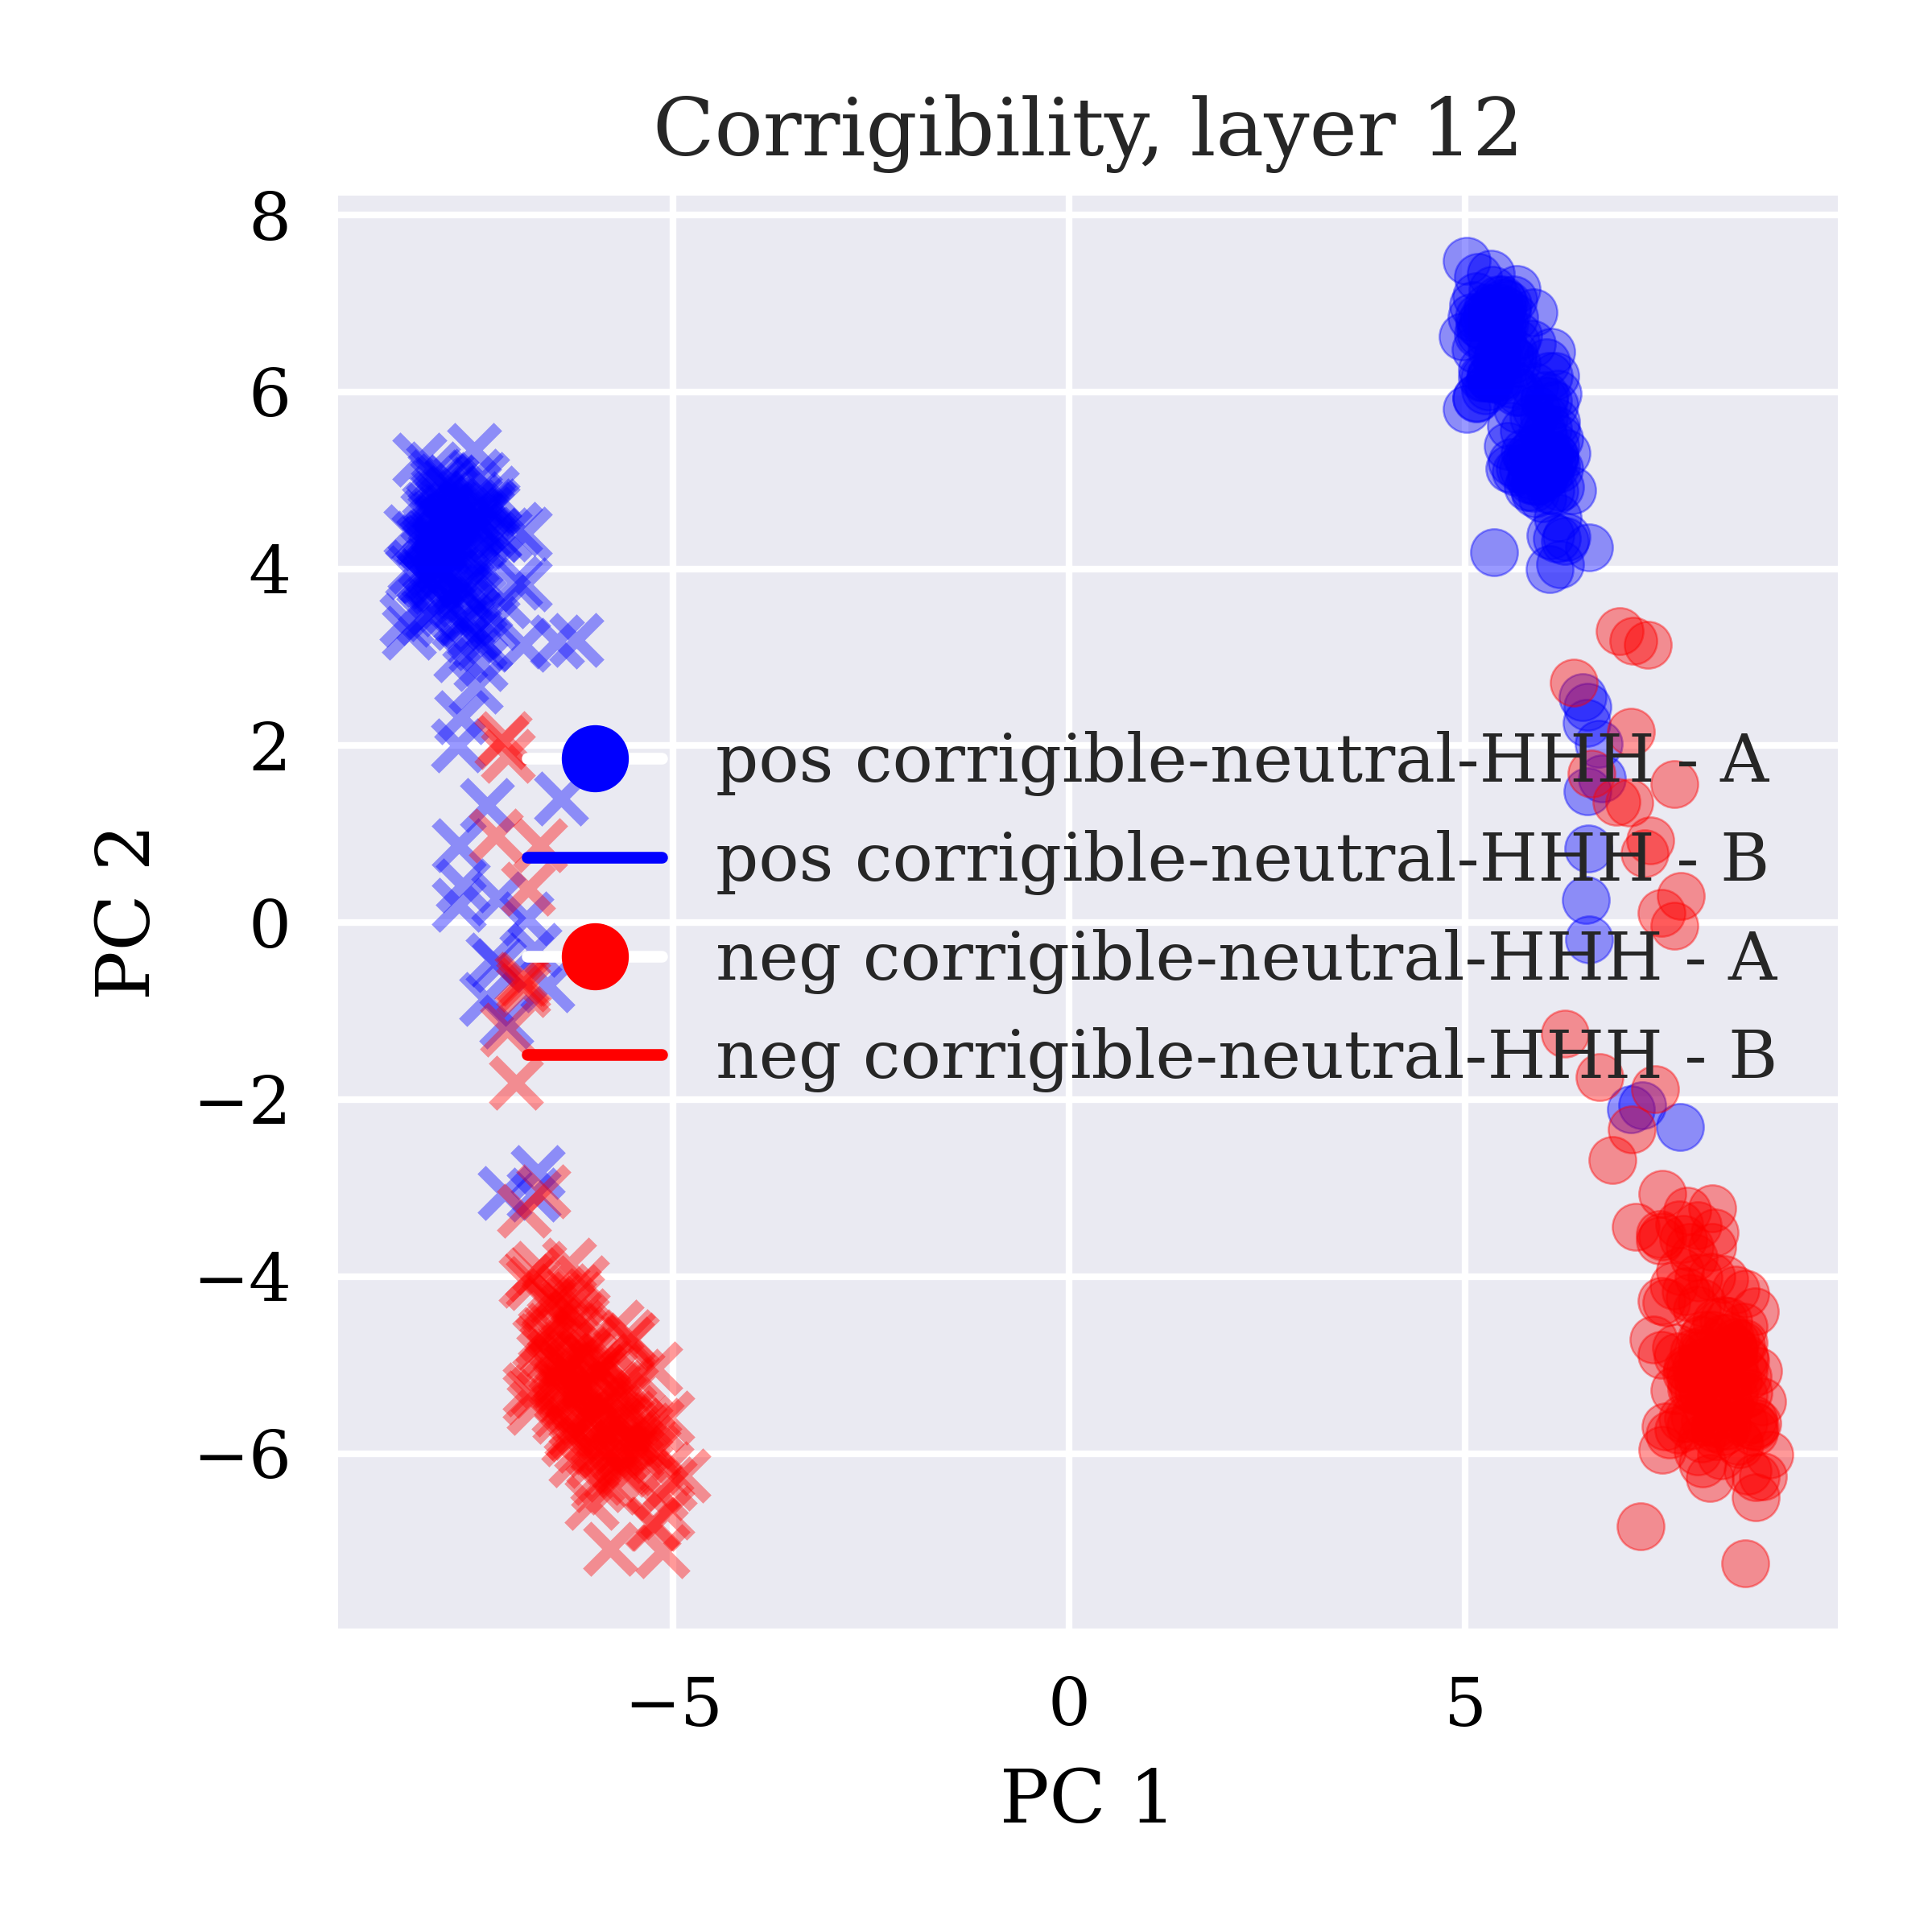 Corrigibility, layer 12
8
6
4
2
0
−2
−4
−6
PC 2
pos corrigible-neutral-HHH - A
pos corrigible-neutral-HHH - B
neg corrigible-neutral-HHH - A
neg corrigible-neutral-HHH - B
−5 0 5
PC 1